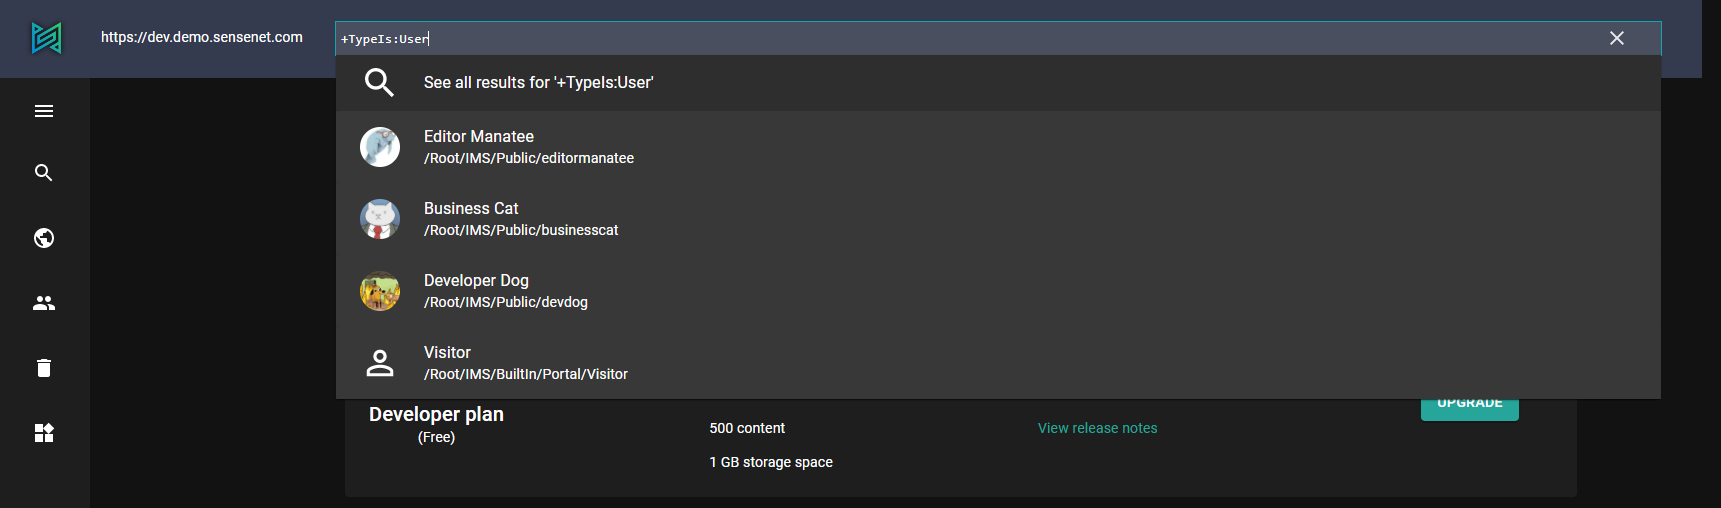 https://dev.demo.sensenet.com
+TypeIs:User
See all results for '+TypeIs:User'
Editor Manatee
/Root/IMS/Public/editormanatee
Business Cat
/Root/IMS/Public/businesscat
Developer Dog
/Root/IMS/Public/devdog
Visitor
/Root/IMS/BuiltIn/Portal/Visitor
UPGRADE
Developer plan
(Free)
500 content
View release notes
1 GB storage space